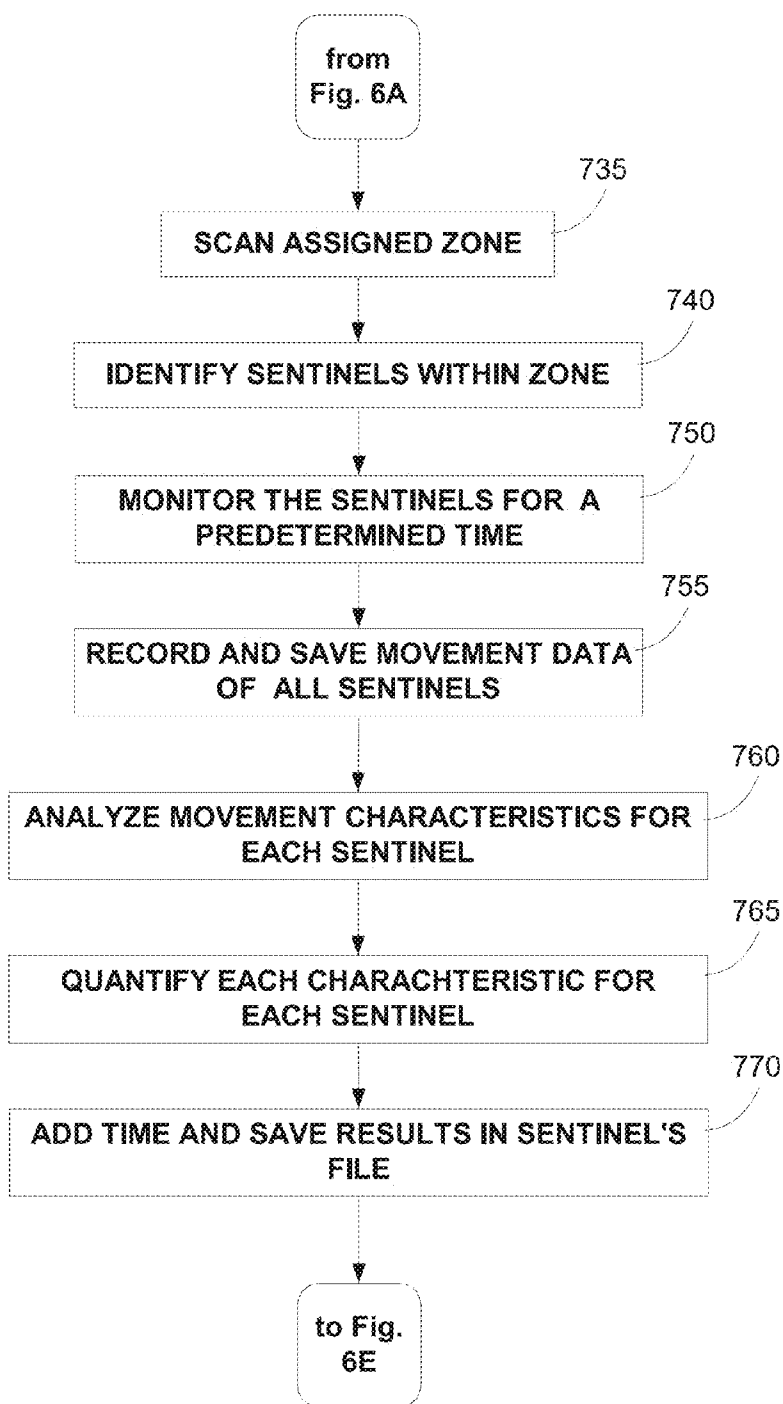 from
Fig. 6A
735
SCAN ASSIGNED ZONE
740
IDENTIFY SENTINELS WITHIN ZONE
750
MONITOR THE SENTINELS FOR A
PREDETERMINED TIME
755
RECORD AND SAVE MOVEMENT DATA
OF ALL SENTINELS
760
ANALYZE MOVEMENT CHARACTERISTICS FOR
EACH SENTINEL
765
QUANTIFY EACH CHARACHTERISTIC FOR
EACH SENTINEL
770
ADD TIME AND SAVE RESULTS IN SENTINEL'S
FILE
to Fig.
6E